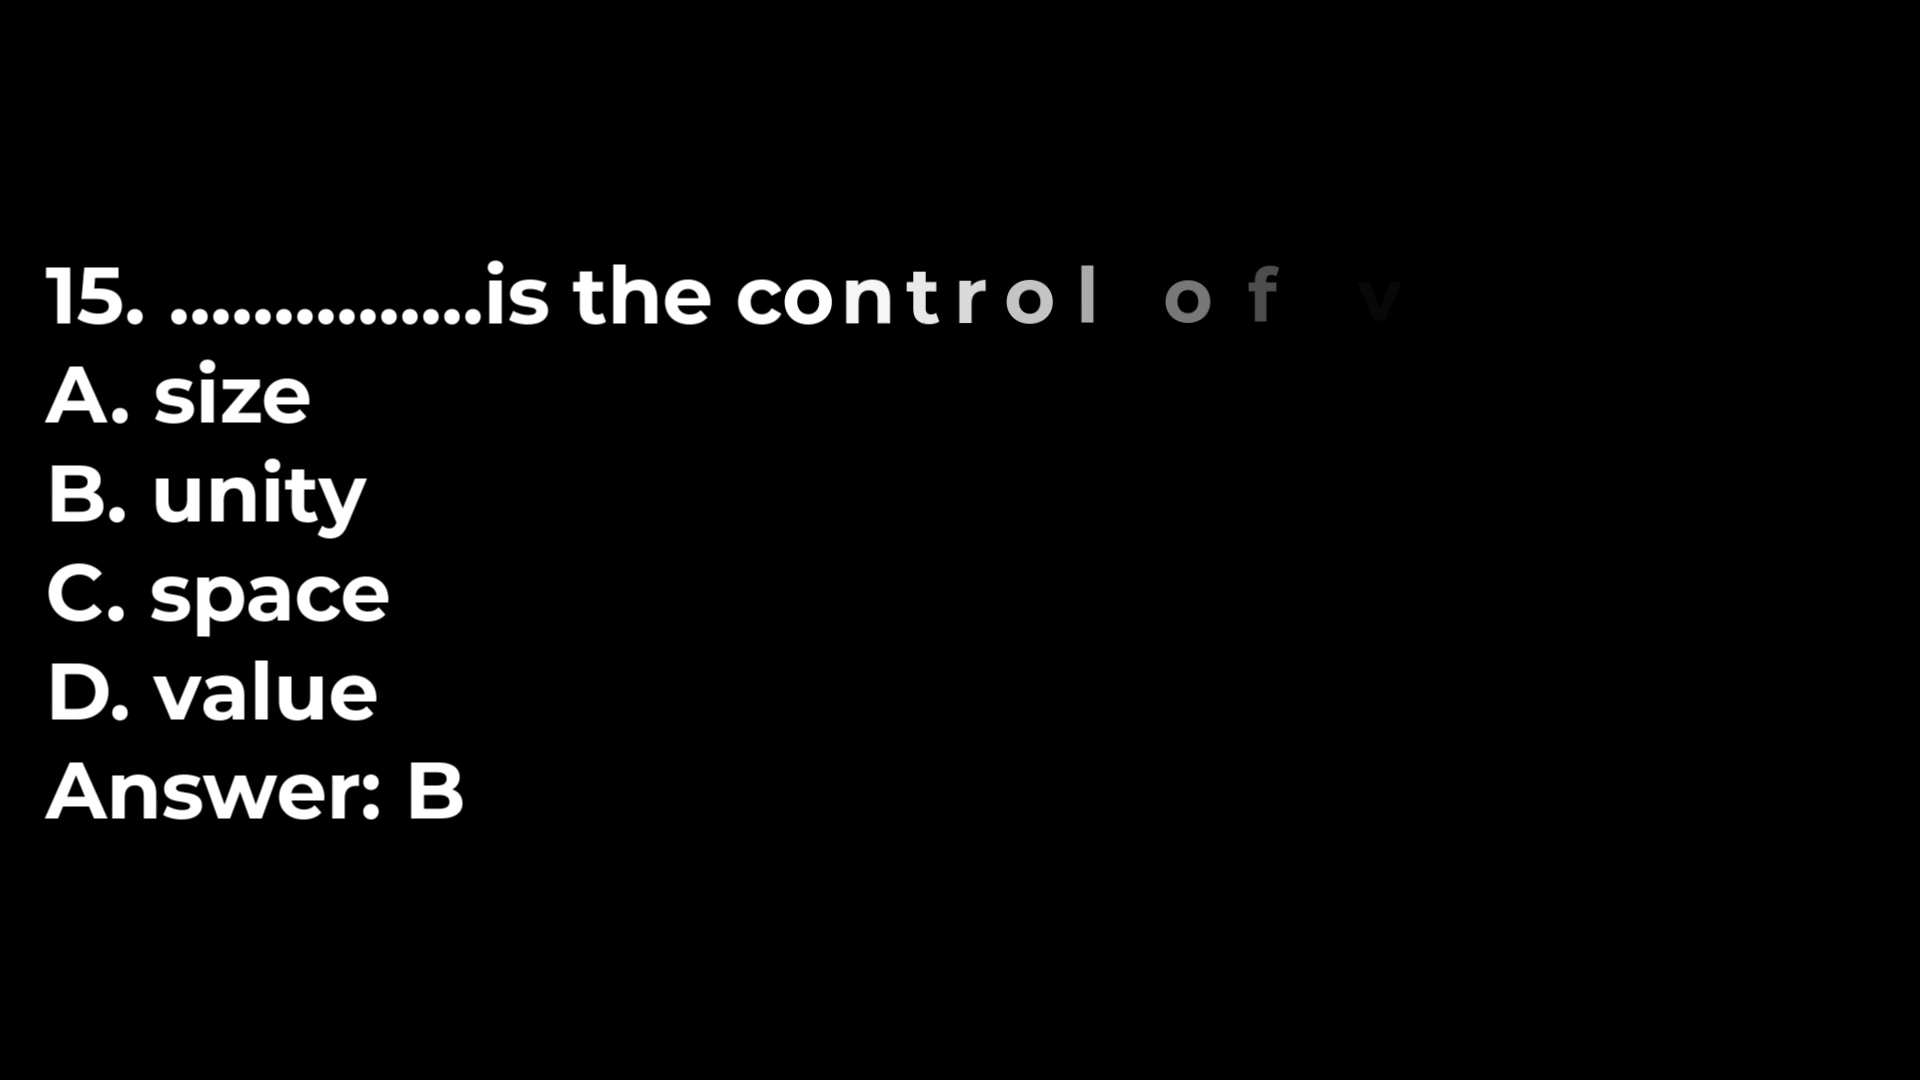 15. ...............is the control of v
A. size
B. unity
C. space
D. value
Answer: B